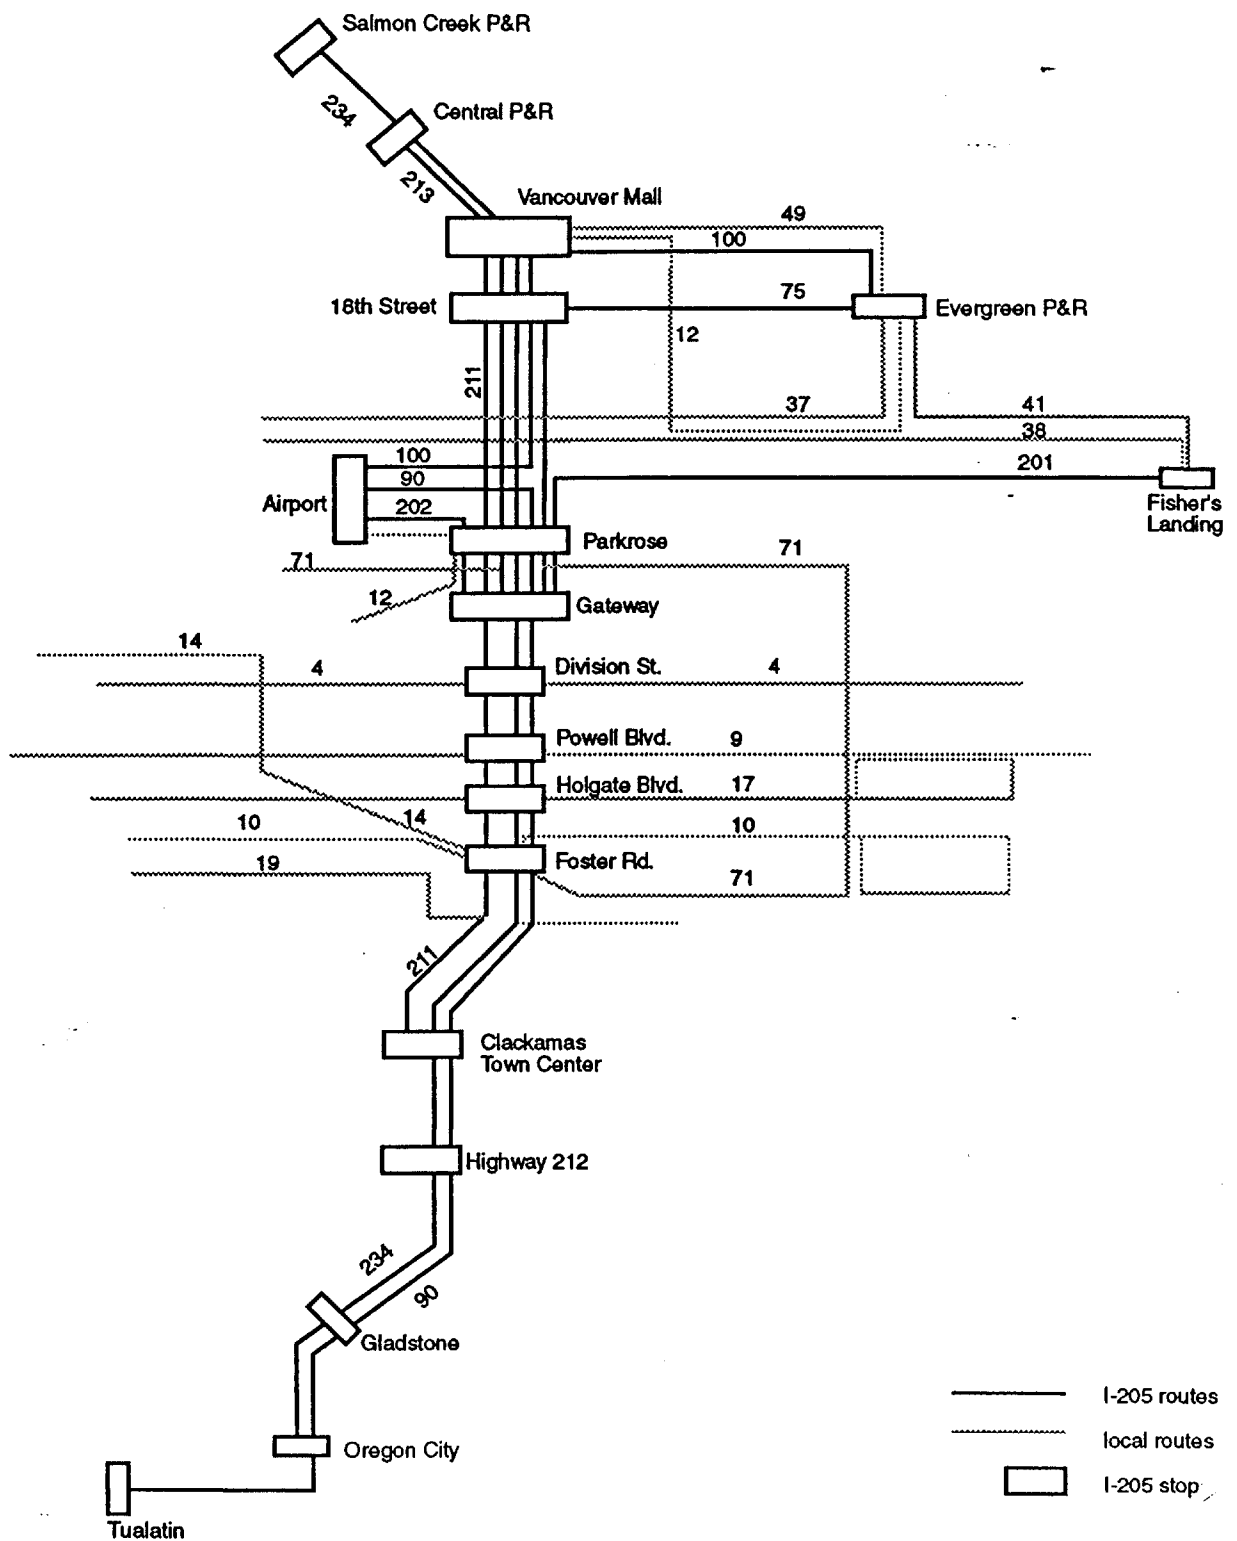 Salmon Creek P&R
234
Central P&R
213
Vancouver Mall
49
100
18th Street
75
Evergreen P&R
12
211
37
41
38
100
201
90
Airport
202
Fisher's
Landing
Parkrose
71
71
12
Gateway
14
4
Division St.
4
Powell Blvd.
9
Holgate Blvd.
17
10
14
10
19
Foster Rd.
71
211
Clackamas
Town Center
Highway 212
234
90
Gladstone
I-205 routes
local routes
Oregon City
I-205 stop
Tualatin